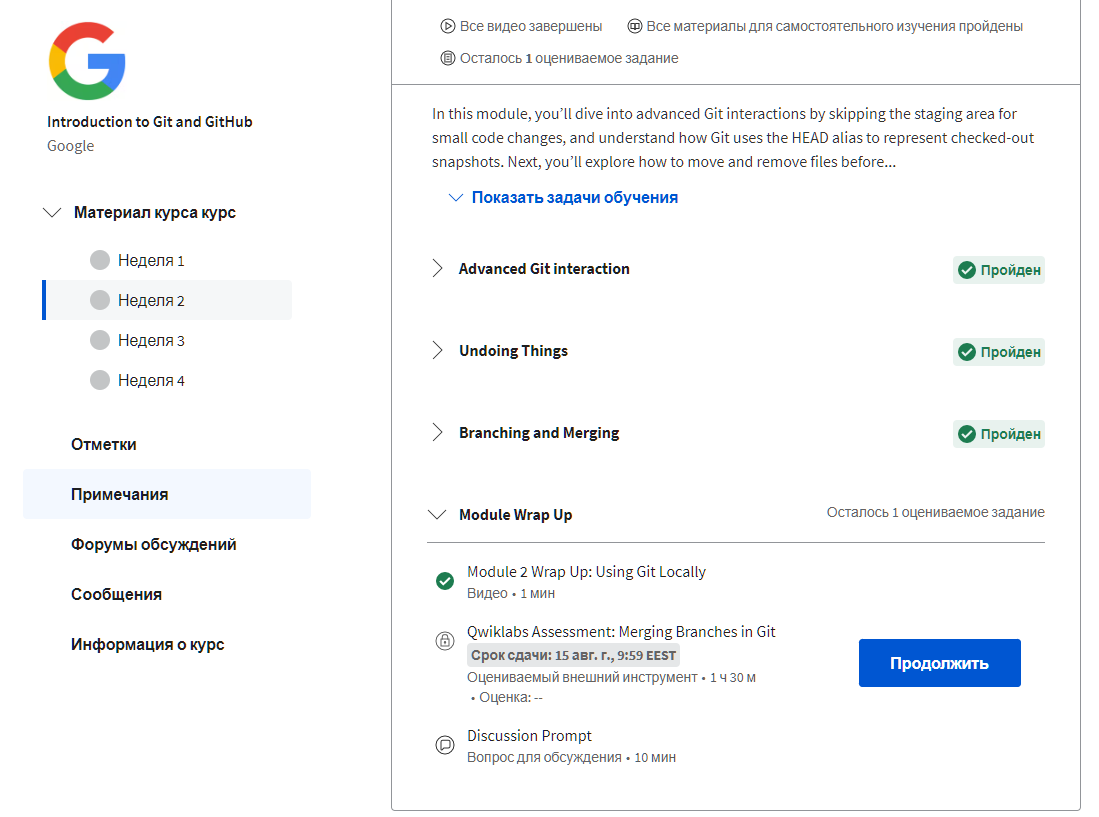 Introduction to Git and GitHub
Google
Материал курса курс
Неделя 1
Неделя 2
Неделя 3
Неделя 4
Отметки
Примечания
Форумы обсуждений
Сообщения
Информация о курс
Все видео завершены Все материалы для самостоятельного изучения пройдены
Осталось 1 оцениваемое задание
In this module, you’ll dive into advanced Git interactions by skipping the staging area for
small code changes, and understand how Git uses the HEAD alias to represent checked-out
snapshots. Next, you’ll explore how to move and remove files before...
Показать задачи обучения
Advanced Git interaction Пройден
Undoing Things Пройден
Branching and Merging Пройден
Module Wrap Up Осталось 1 оцениваемое задание
Module 2 Wrap Up: Using Git Locally
Видео • 1 мин
Qwiklabs Assessment: Merging Branches in Git
Срок сдачи: 15 авг. г., 9:59 EEST
Оцениваемый внешний инструмент • 1 ч 30 м
• Оценка: --
Продолжить
Discussion Prompt
Вопрос для обсуждения • 10 мин